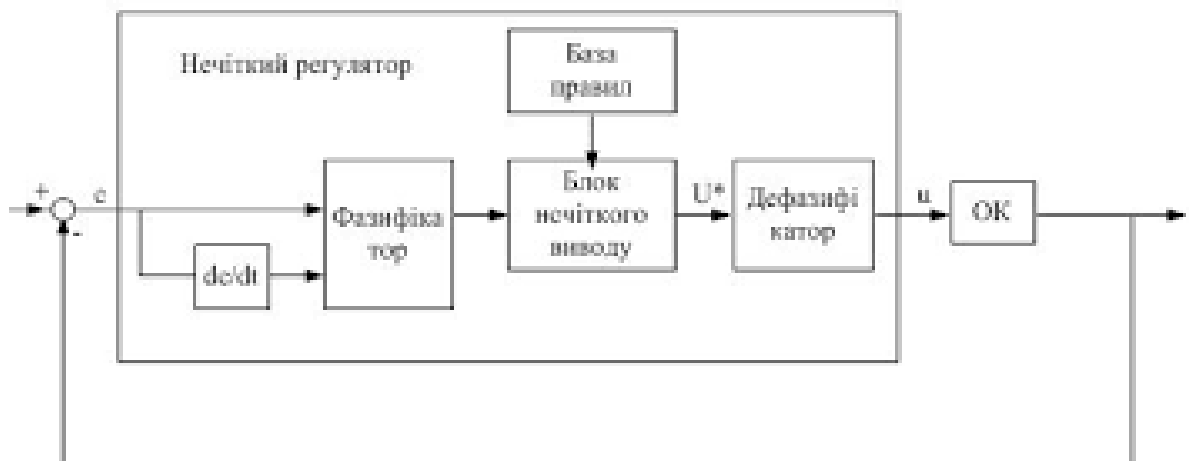 Нечіткий регулятор
База
правил
+
e
-
de/dt
Фазифіка
тор
Блок
нечіткого
виводу
U*
Дефазифі
катор
u
ОК